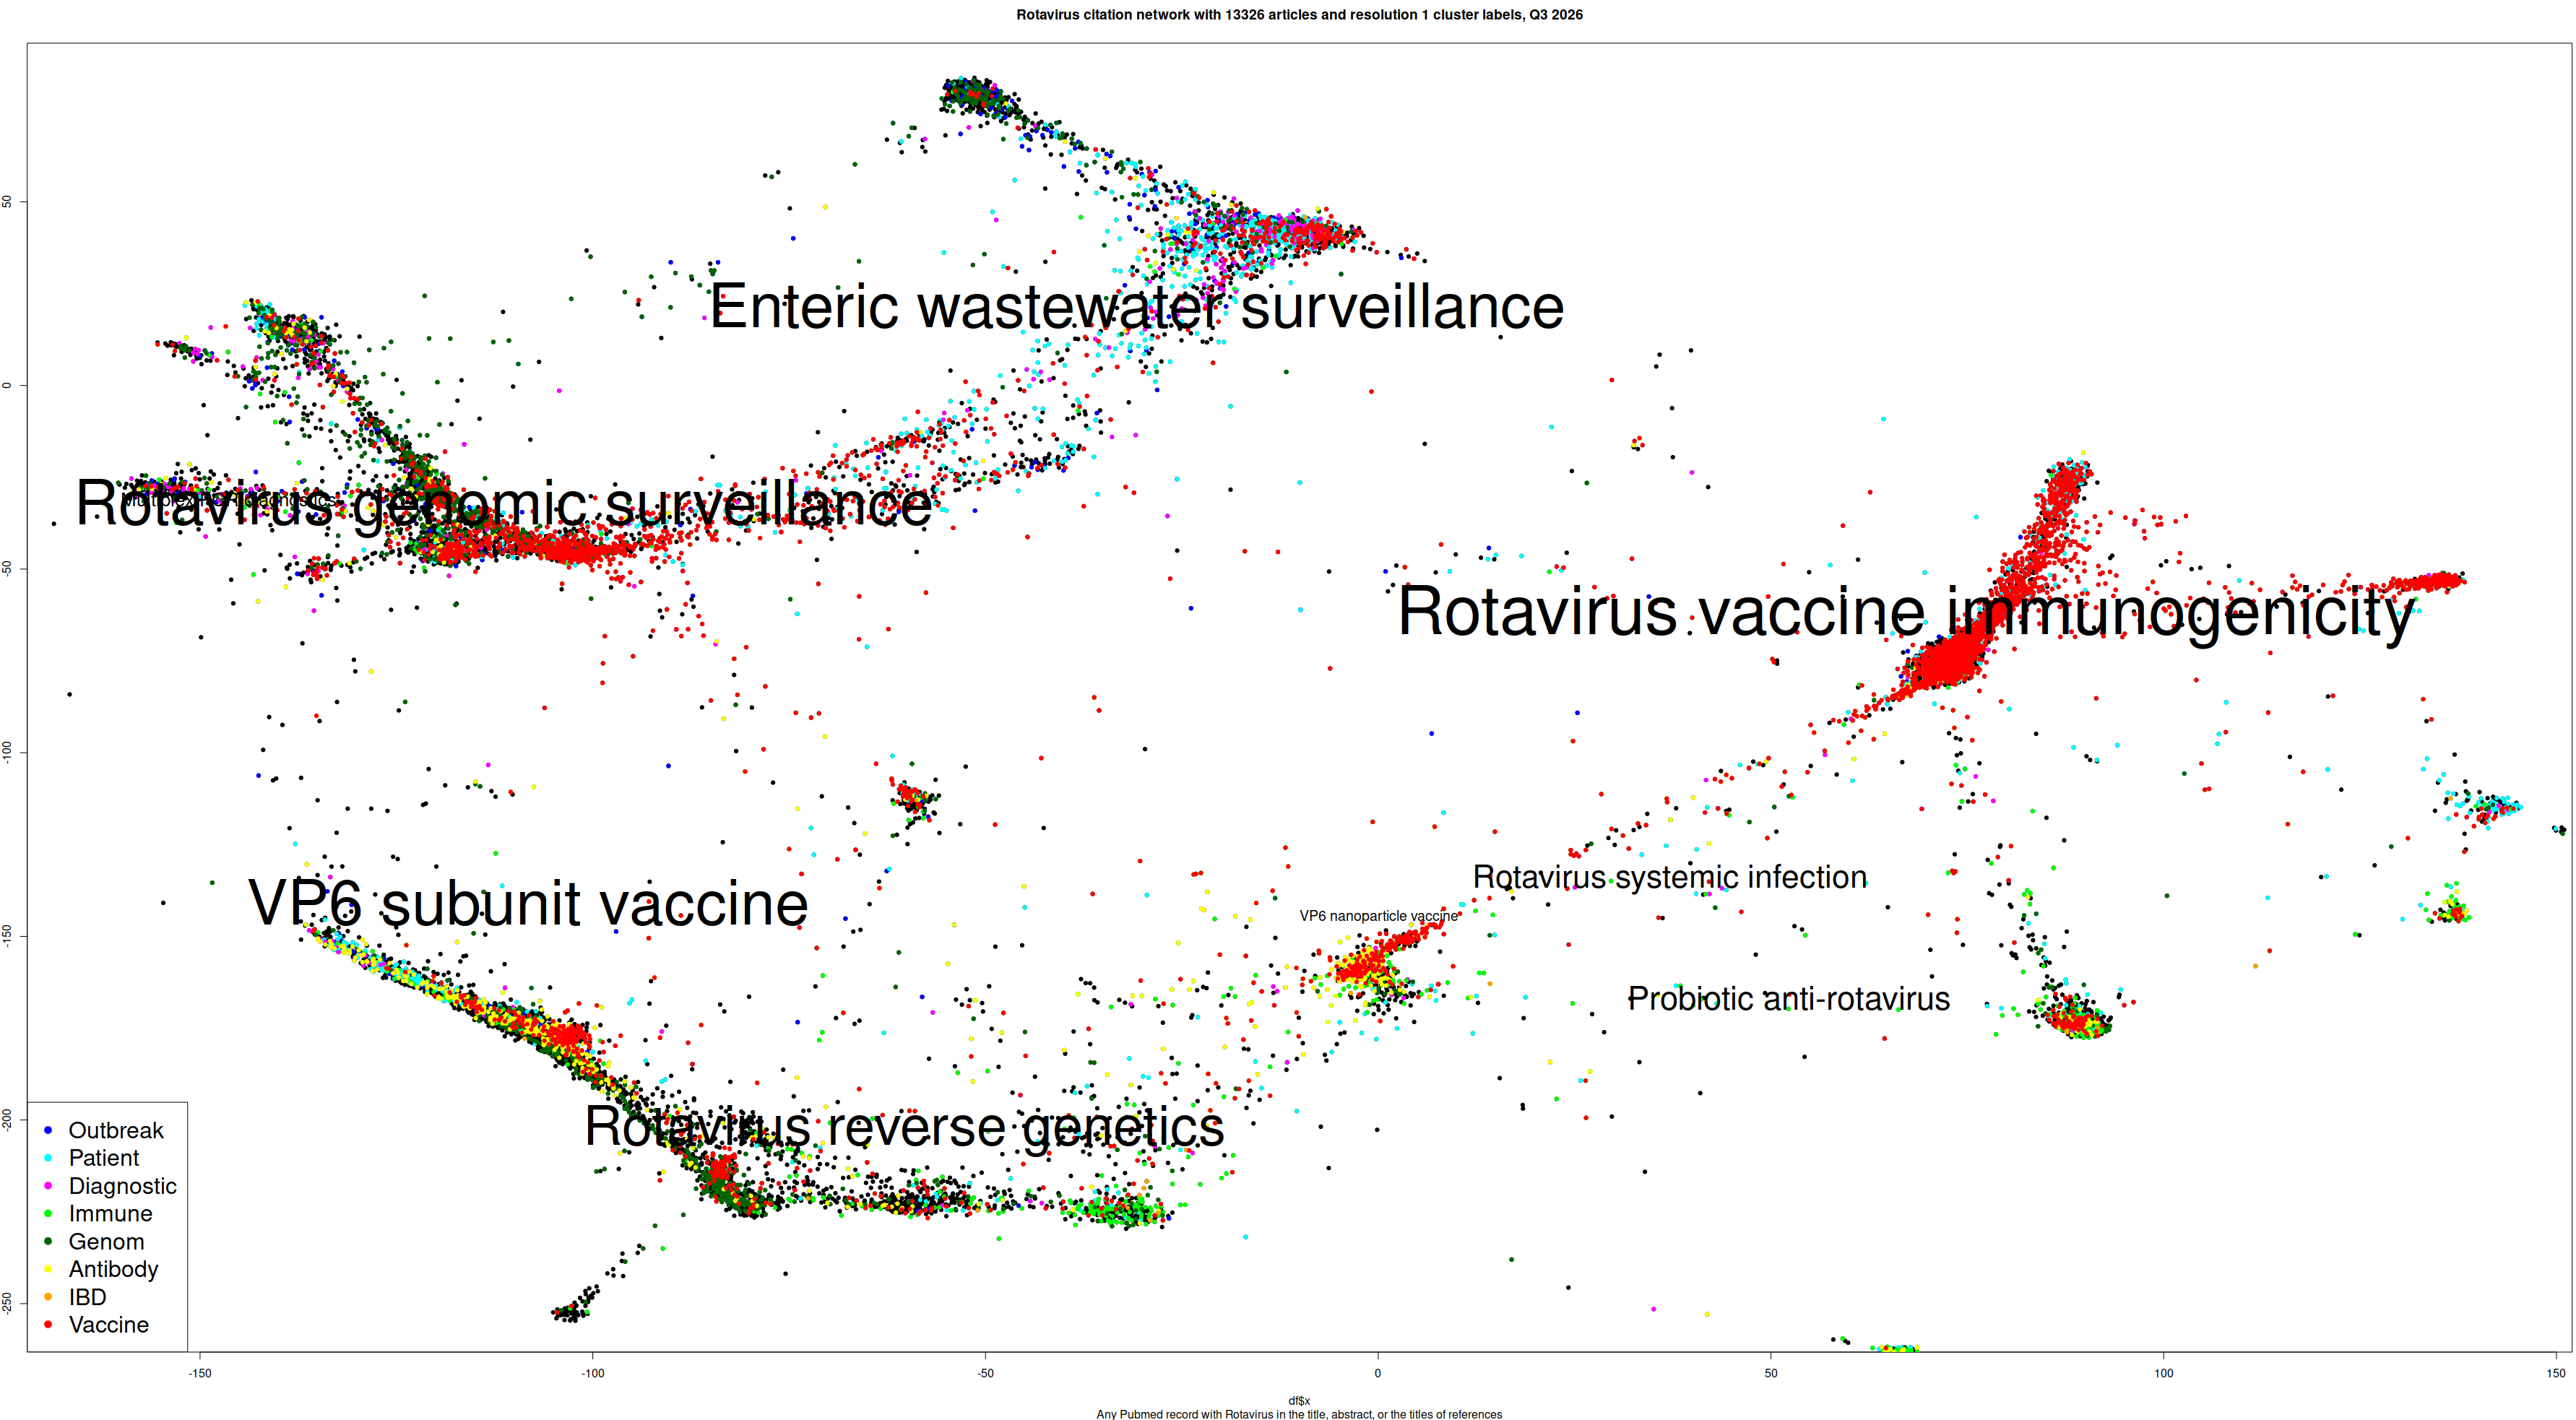 Rotavirus citation network with 13326 articles and resolution 1 cluster labels, Q3 2026
50
0
-50
-100
-150
-200
-250
Enteric wastewater surveillance
Rotavirus genomic surveillance
Multiplex PCR diagnostics
Rotavirus vaccine immunogenicity
Rotavirus systemic infection
VP6 subunit vaccine
VP6 nanoparticle vaccine
Probiotic anti-rotavirus
Rotavirus reverse genetics
Outbreak
Patient
Diagnostic
Immune
Genom
Antibody
IBD
Vaccine
-150 -100 -50 0 50 100 150
df$x
Any Pubmed record with Rotavirus in the title, abstract, or the titles of references